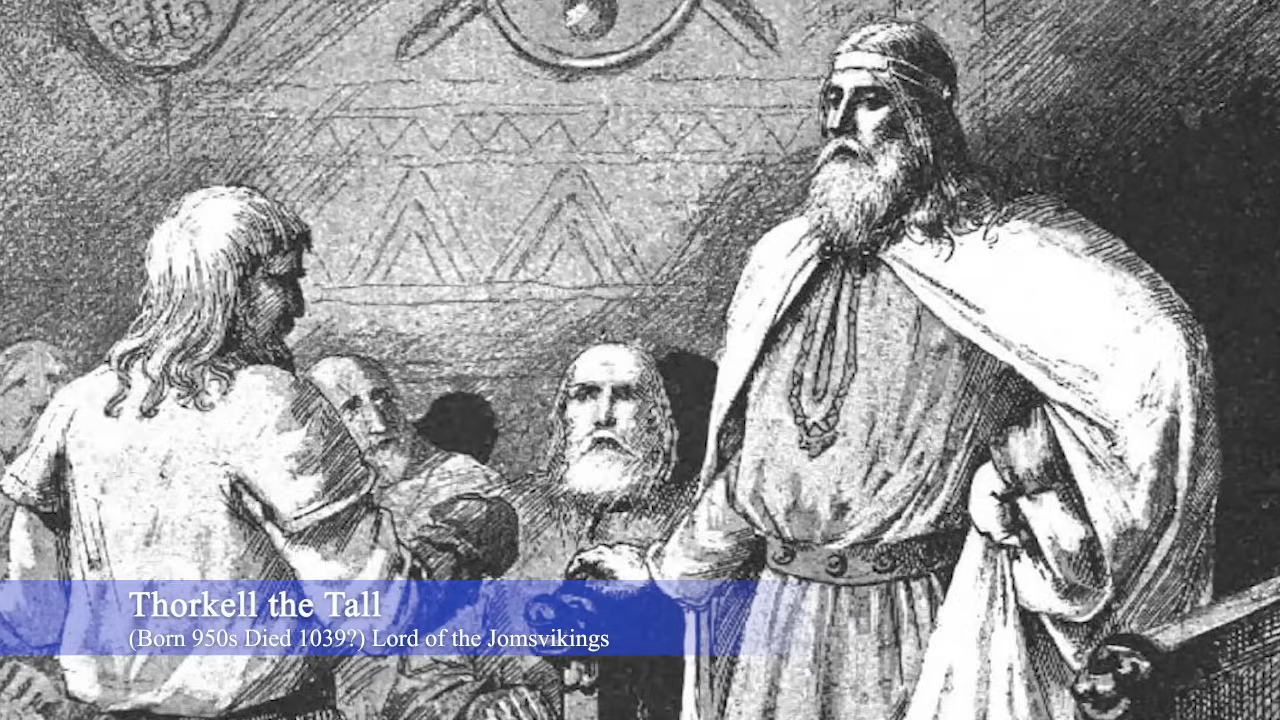 Thorkell the Tall
(Born 950s Died 1039?) Lord of the Jomsvikings